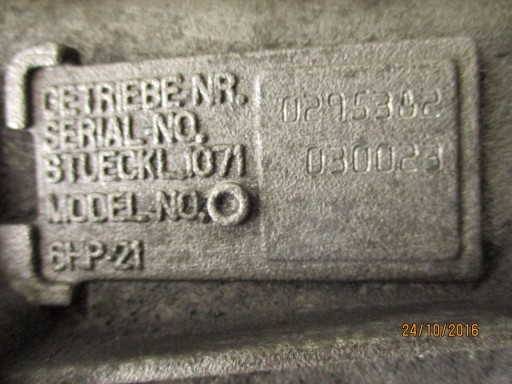 GETRIEBE-NR.
SERIAL-NO. 0295382
STUECKL.1071 030023
MODEL-NO.
6HP-21
24/10/2016